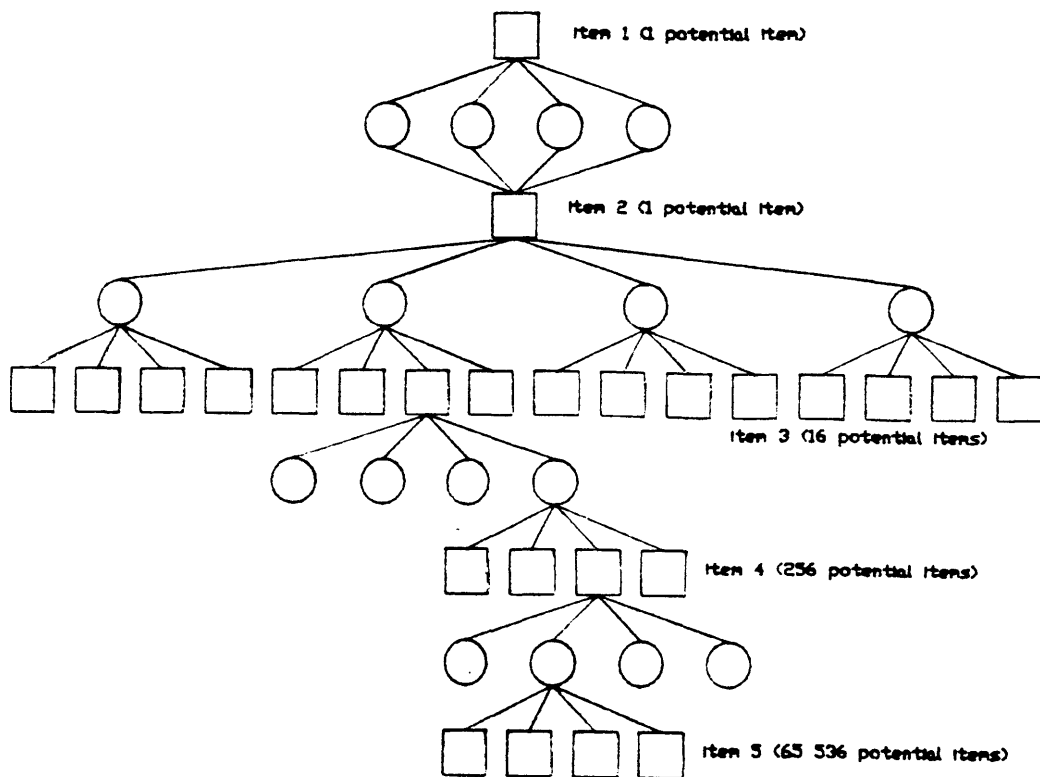 Item 1 (1 potential item)
Item 2 (1 potential item)
Item 3 (16 potential items)
Item 4 (256 potential items)
Item 5 (65 536 potential items)